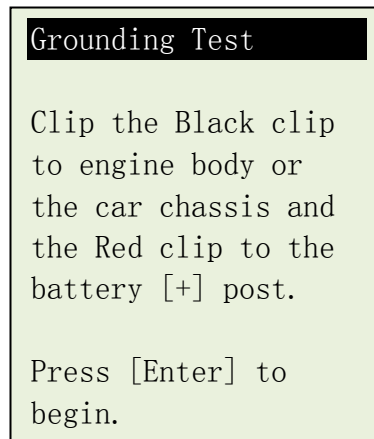 Grounding Test
Clip the Black clip
to engine body or
the car chassis and
the Red clip to the
battery [+] post.
Press [Enter] to
begin.